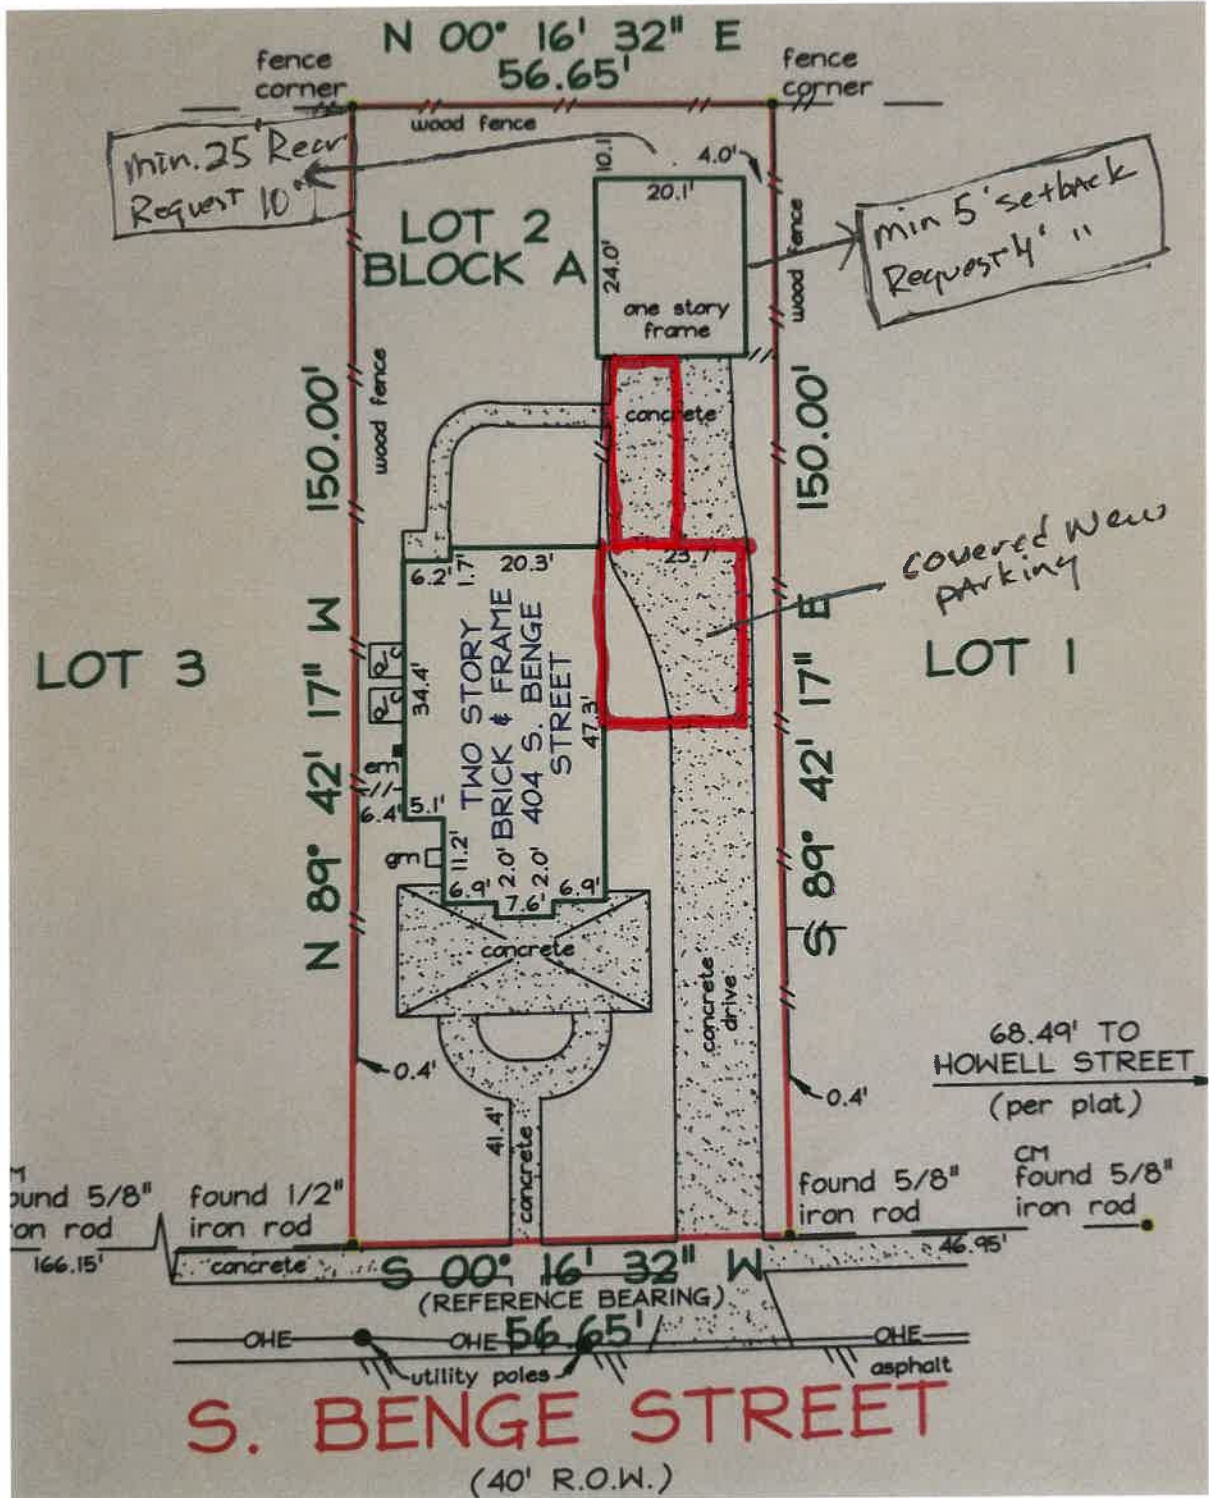 N 00° 16' 32" E
56.65'
fence
corner
fence
corner
wood fence
min. 25' Rear
Request 10'
10.1
4.0'
20.1'
min 5' setback
Request 4' "
LOT 2
BLOCK A
24.0'
wood fence
one story
frame
wood fence
150.00'
concrete
150.00'
covered New
parking
6.2'
1.7'
20.3'
23.7'
LOT 3
LOT 1
N 89° 42' 17" W
S 89° 42' 17" E
34.4'
TWO STORY
BRICK & FRAME
404 S. BENGE
STREET
47.3'
em
6.4'
5.1'
gm
11.2'
6.9'
2.0'
7.6'
2.0'
6.9'
concrete
concrete
drive
0.4'
0.4'
68.49' TO
HOWELL STREET
(per plat)
41.4'
concrete
found 5/8"
iron rod
166.15'
found 1/2"
iron rod
found 5/8"
iron rod
CM
found 5/8"
iron rod
46.95'
concrete
S 00° 16' 32" W
(REFERENCE BEARING)
56.65'
OHE
OHE
OHE
utility poles
asphalt
S. BENGE STREET
(40' R.O.W.)